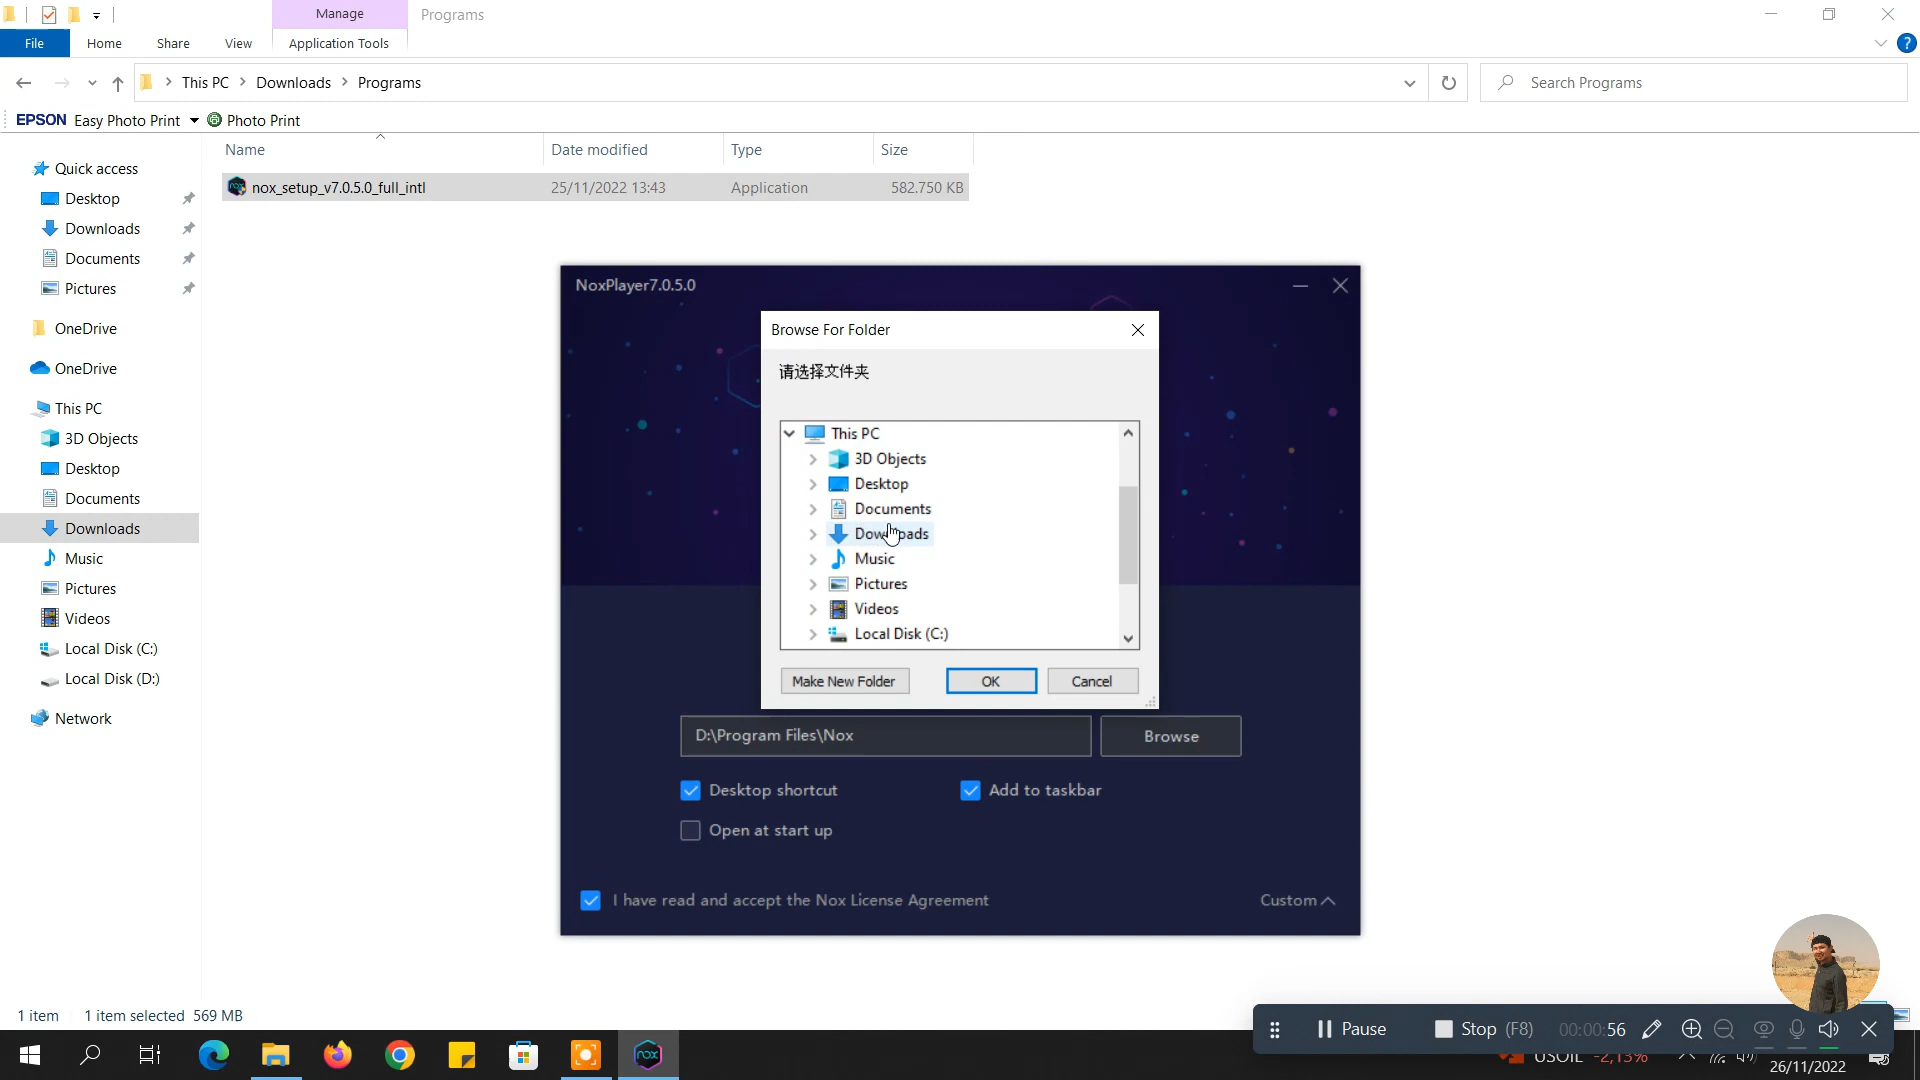 Manage
Programs
File
Home
Share
View
Application Tools
This PC
Downloads
Programs
Search Programs
EPSON Easy Photo Print
Photo Print
Name
Date modified
Type
Size
nox_setup_v7.0.5.0_full_intl
25/11/2022 13:43
Application
582.750 KB
Quick access
Desktop
Downloads
Documents
Pictures
OneDrive
OneDrive
This PC
3D Objects
Desktop
Documents
Downloads
Music
Pictures
Videos
Local Disk (C:)
Local Disk (D:)
Network
NoxPlayer7.0.5.0
Browse For Folder
请选择文件夹
This PC
3D Objects
Desktop
Documents
Downloads
Music
Pictures
Videos
Local Disk (C:)
Make New Folder
OK
Cancel
D:\Program Files\Nox
Browse
Desktop shortcut
Add to taskbar
Open at start up
I have read and accept the Nox License Agreement
Custom
1 item
1 item selected 569 MB
Pause
Stop (F8)
00:00:56
USOIL -2,13%
26/11/2022